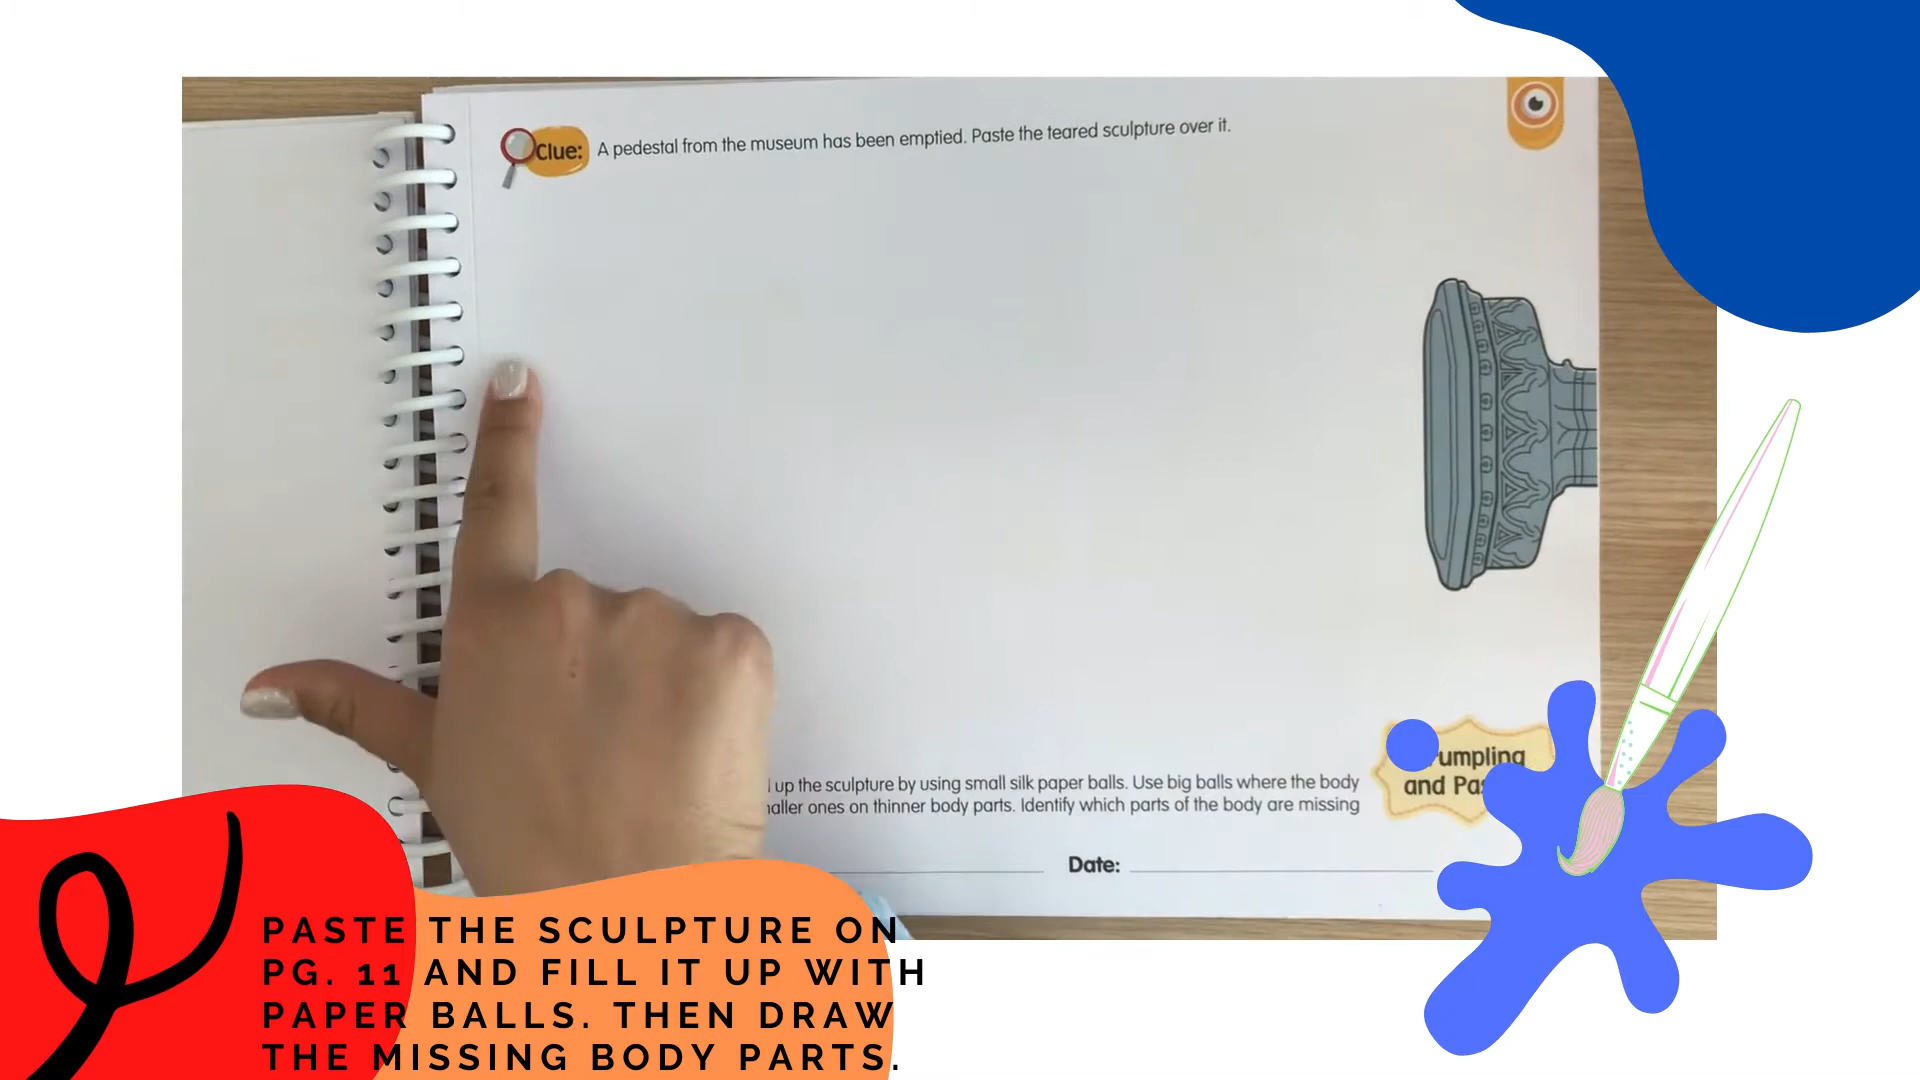 Clue: A pedestal from the museum has been emptied. Paste the teared sculpture over it.
up the sculpture by using small silk paper balls. Use big balls where the body
ones on thinner body parts. Identify which parts of the body are missing
and
Date:
PASTE THE SCULPTURE ON
PG. 11 AND FILL IT UP WITH
PAPER BALLS. THEN DRAW
THE MISSING BODY PARTS.